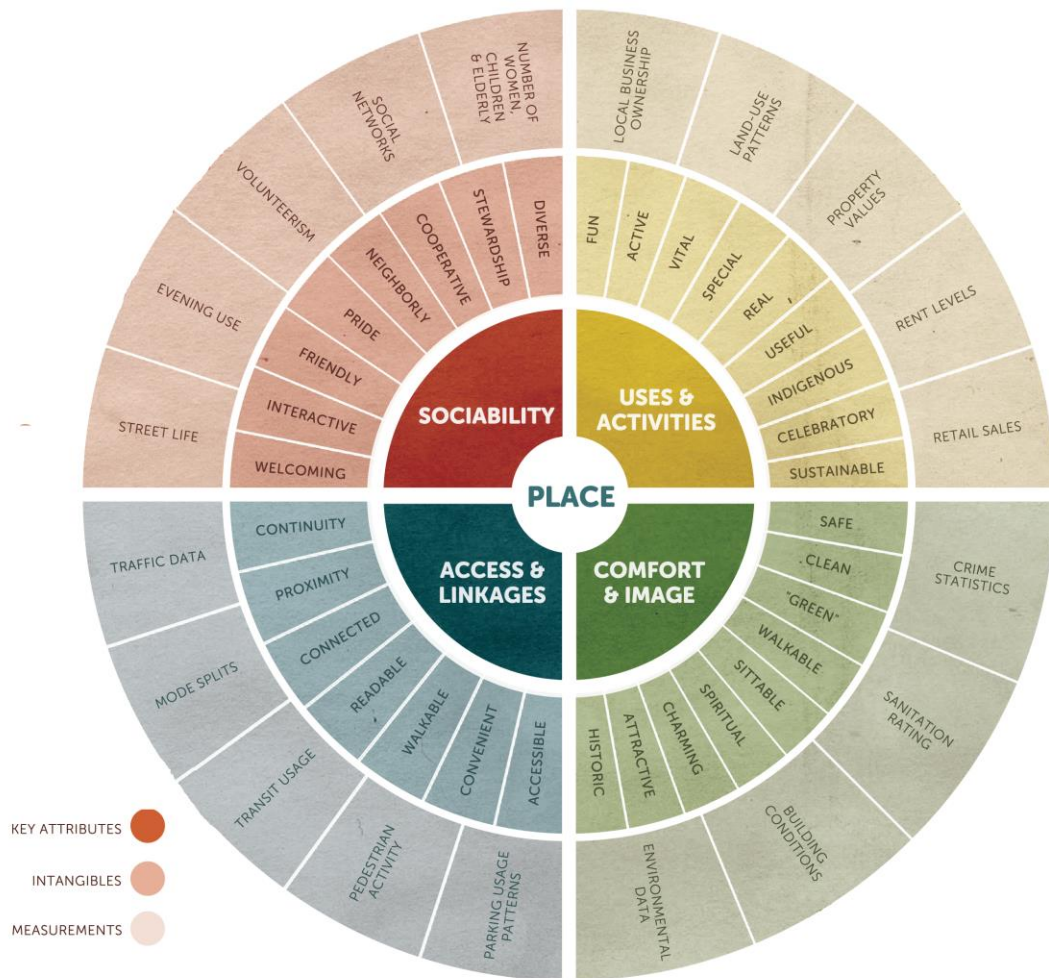 NUMBER OF
WOMEN,
CHILDREN
& ELDERLY
SOCIAL
NETWORKS
VOLUNTEERISM
EVENING USE
STREET LIFE
LOCAL BUSINESS
OWNERSHIP
LAND-USE
PATTERNS
PROPERTY
VALUES
RENT LEVELS
RETAIL SALES
DIVERSE
STEWARDSHIP
COOPERATIVE
NEIGHBORLY
PRIDE
FRIENDLY
INTERACTIVE
WELCOMING
FUN
ACTIVE
VITAL
SPECIAL
REAL
USEFUL
INDIGENOUS
CELEBRATORY
SUSTAINABLE
SOCIABILITY
USES &
ACTIVITIES
PLACE
ACCESS &
LINKAGES
COMFORT
& IMAGE
CONTINUITY
PROXIMITY
CONNECTED
READABLE
WALKABLE
CONVENIENT
ACCESSIBLE
SAFE
CLEAN
"GREEN"
WALKABLE
SITTABLE
SPIRITUAL
CHARMING
ATTRACTIVE
HISTORIC
TRAFFIC DATA
MODE SPLITS
TRANSIT USAGE
PEDESTRIAN
ACTIVITY
PARKING USAGE
PATTERNS
CRIME
STATISTICS
SANITATION
RATING
BUILDING
CONDITIONS
ENVIRONMENTAL
DATA
KEY ATTRIBUTES
INTANGIBLES
MEASUREMENTS